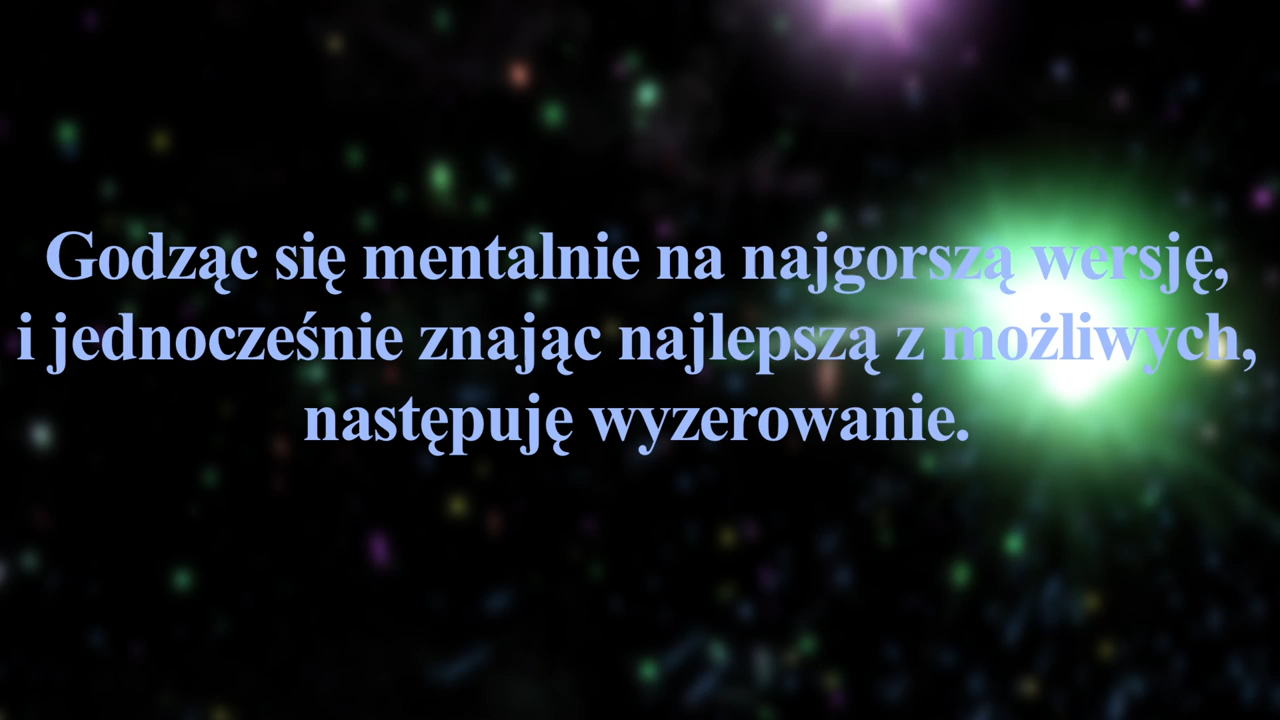 Godząc się mentalnie na najgorszą wersję,
i jednocześnie znając najlepszą z możliwych,
następuję wyzerowanie.